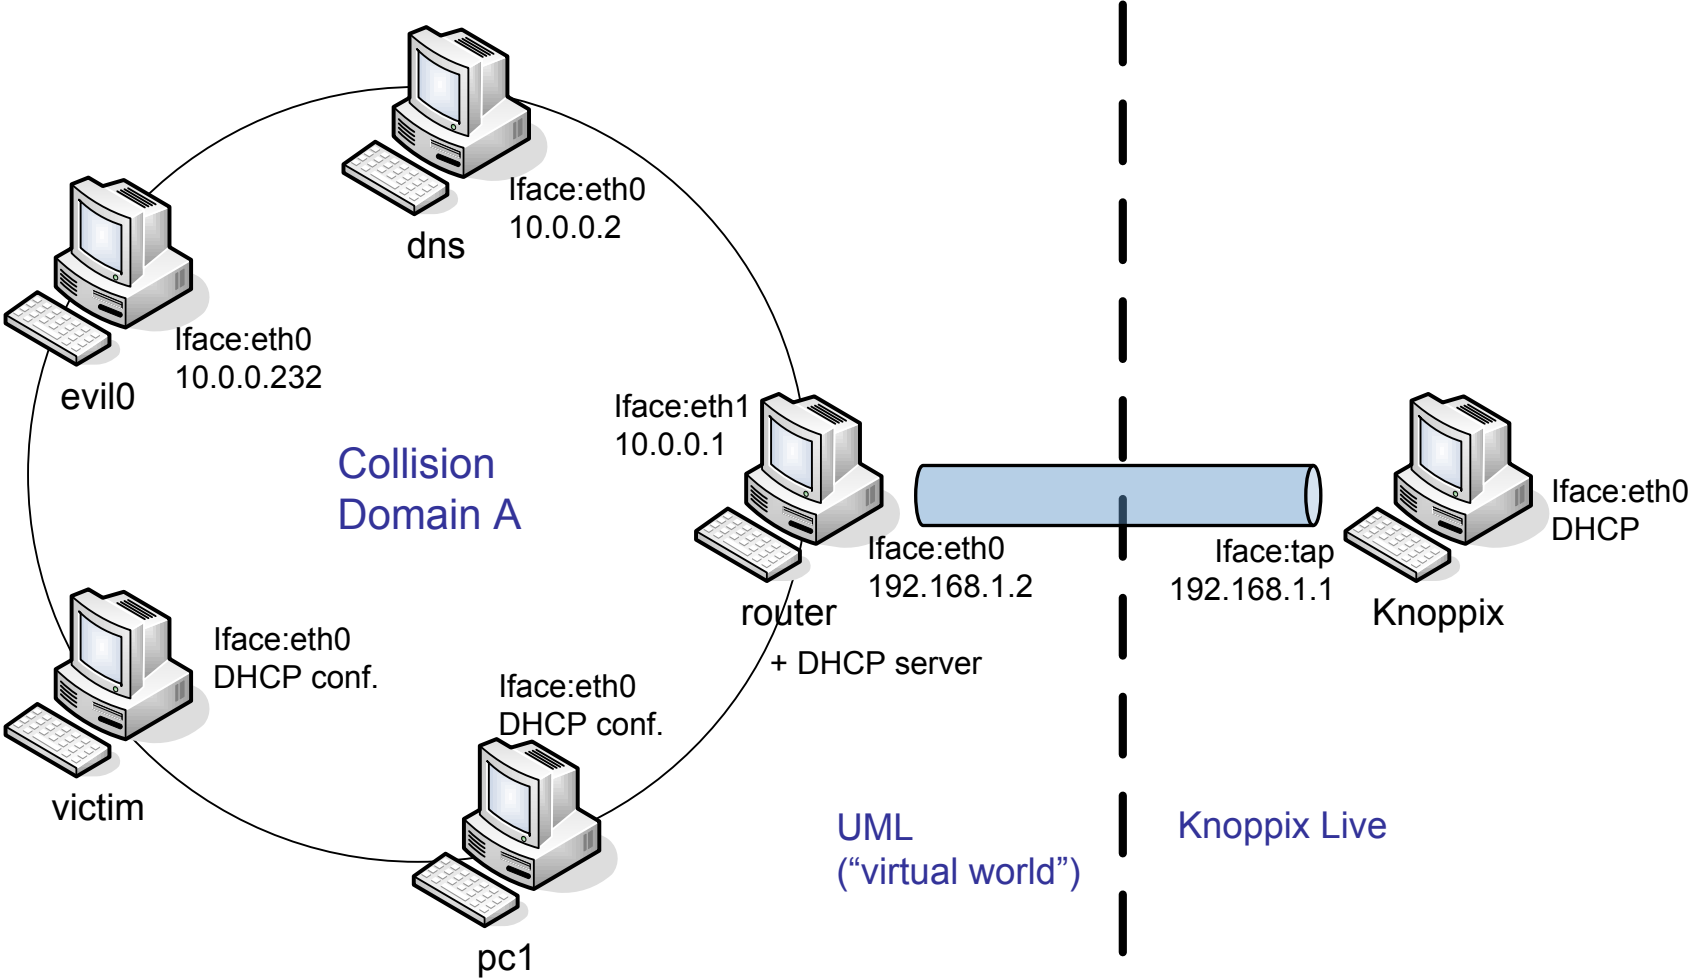 Iface:eth0
10.0.0.2
dns
Iface:eth0
10.0.0.232
evil0
Iface:eth1
10.0.0.1
Collision
Domain A
Iface:eth0
192.168.1.2
router
+ DHCP server
Iface:tap
192.168.1.1
Iface:eth0
DHCP
Knoppix
Iface:eth0
DHCP conf.
victim
Iface:eth0
DHCP conf.
pc1
UML
(“virtual world”)
Knoppix Live